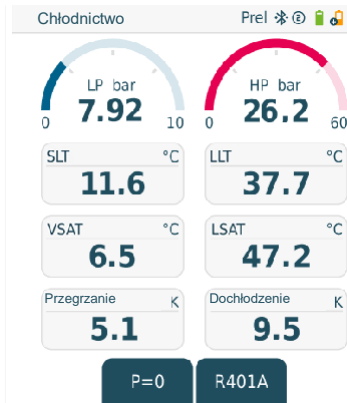 Chłodnictwo Prel
LP bar
7.92
0 10
HP bar
26.2
0 60
SLT °C
11.6
LLT °C
37.7
VSAT °C
6.5
LSAT °C
47.2
Przegrzanie K
5.1
Dochłodzenie K
9.5
P=0
R401A